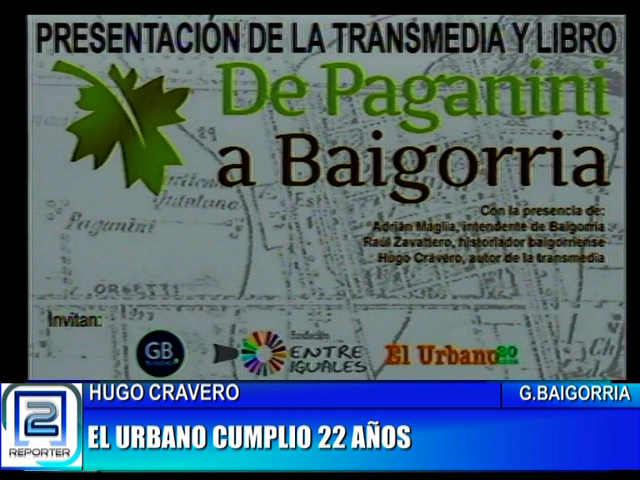 PRESENTACIÓN DE LA TRANSMEDIA Y LIBRO
De Paganini
a Baigorria
Con la presencia de:
Adrián Maglia, intendente de Baigorria
Raúl Zavattero, historiador baigorriense
Hugo Cravero, autor de la transmedia
Paganini
Invitan:
GB.
Fundación
ENTRE
IGUALES
El Urbano 20
HUGO CRAVERO
G.BAIGORRIA
2
REPORTER
EL URBANO CUMPLIO 22 AÑOS